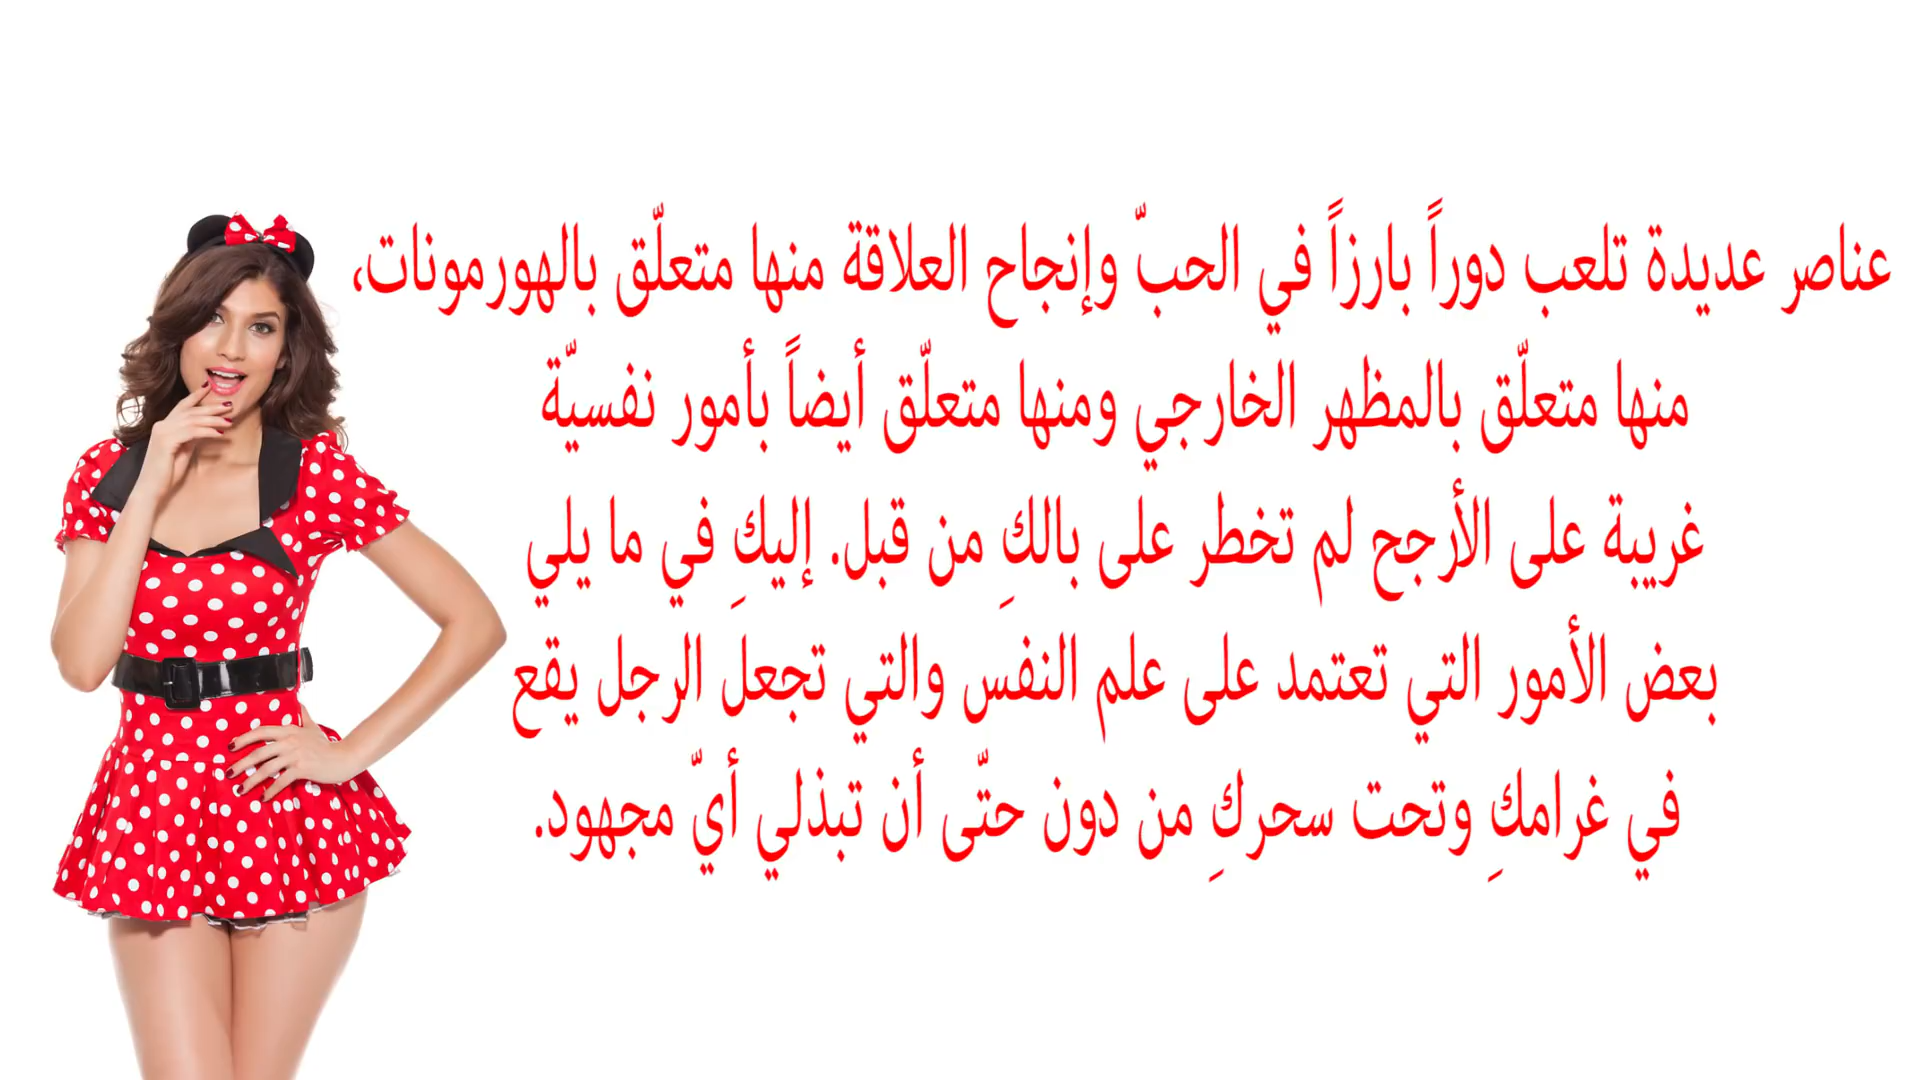 عناصر عديدة تلعب دوراً بارزاً في الحبّ وإنجاح العلاقة منها متعلّق بالهورمونات،
منها متعلّق بالمظهر الخارجي ومنها متعلّق أيضاً بأمور نفسيّة
غريبة على الأرجح لم تخطر على بالكِ من قبل. إليكِ في ما يلي
بعض الأمور التي تعتمد على علم النفس والتي تجعل الرجل يقع
في غرامكِ وتحت سحركِ من دون حتّى أن تبذلي أيّ مجهود.